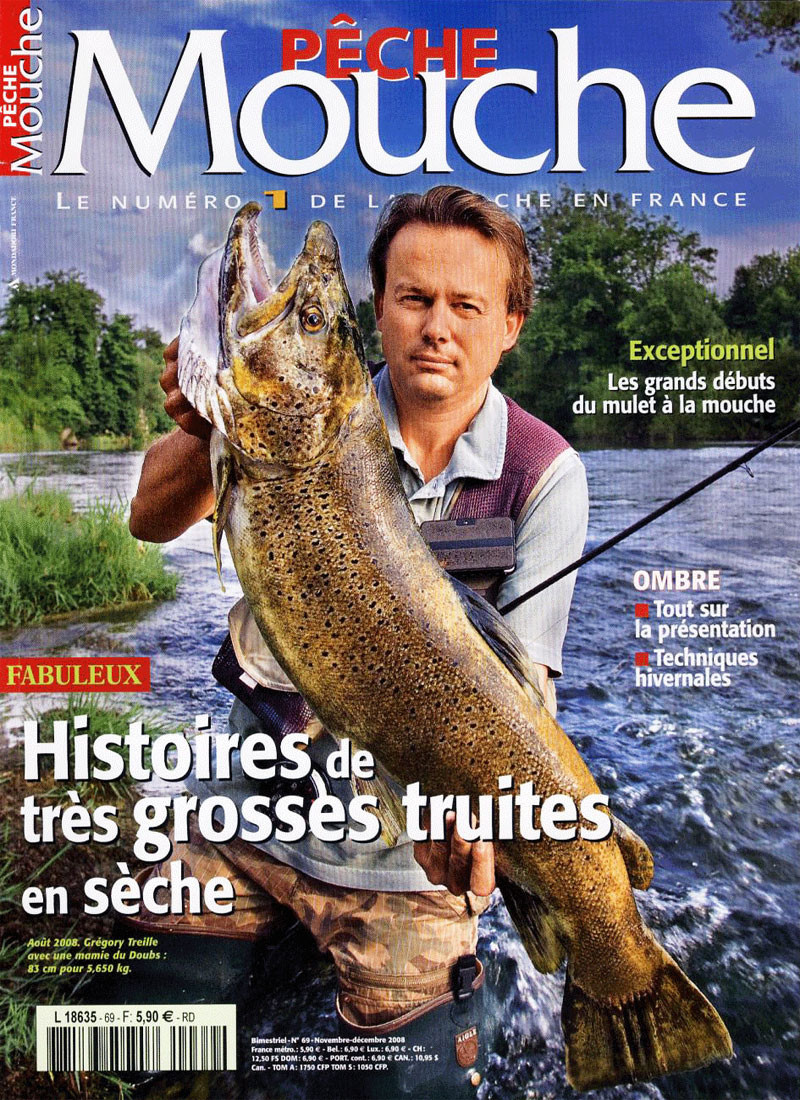 PÊCHE
Mouche
PÊCHE
Mouche
LE NUMÉRO 1 DE LA CHE EN FRANCE
MONDADORI FRANCE
Exceptionnel
Les grands débuts
du mulet à la mouche
OMBRE
Tout sur
la présentation
Techniques
hivernales
FABULEUX
Histoires de
très grosses truites
en sèche
Août 2008. Grégory Treille
avec une mamie du Doubs :
83 cm pour 5,650 kg.
L 18635 - 69 - F: 5,90 € - RD
Bimestriel - N° 69 - Novembre-décembre 2008
France métro. : 5,90 € - Bel. : 6,90 € Lux. : 6,90 € - CH :
12,50 FS DOM : 6,90 € - PORT. cont. : 6,90 € CAN. : 10,95 $
Can. - TOM A : 1750 CFP TOM S : 1050 CFP.
AIGLE